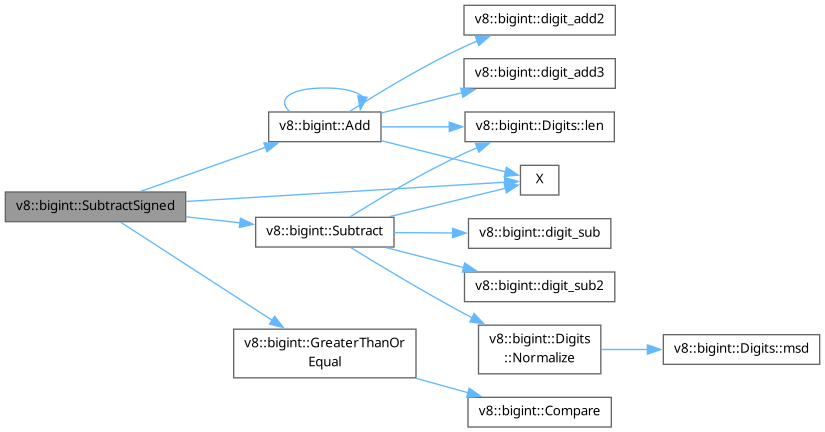 v8::bigint::digit_add2
v8::bigint::digit_add3
v8::bigint::Add
v8::bigint::Digits::len
X
v8::bigint::SubtractSigned
v8::bigint::Subtract
v8::bigint::digit_sub
v8::bigint::digit_sub2
v8::bigint::GreaterThanOr
Equal
v8::bigint::Digits
::Normalize
v8::bigint::Digits::msd
v8::bigint::Compare